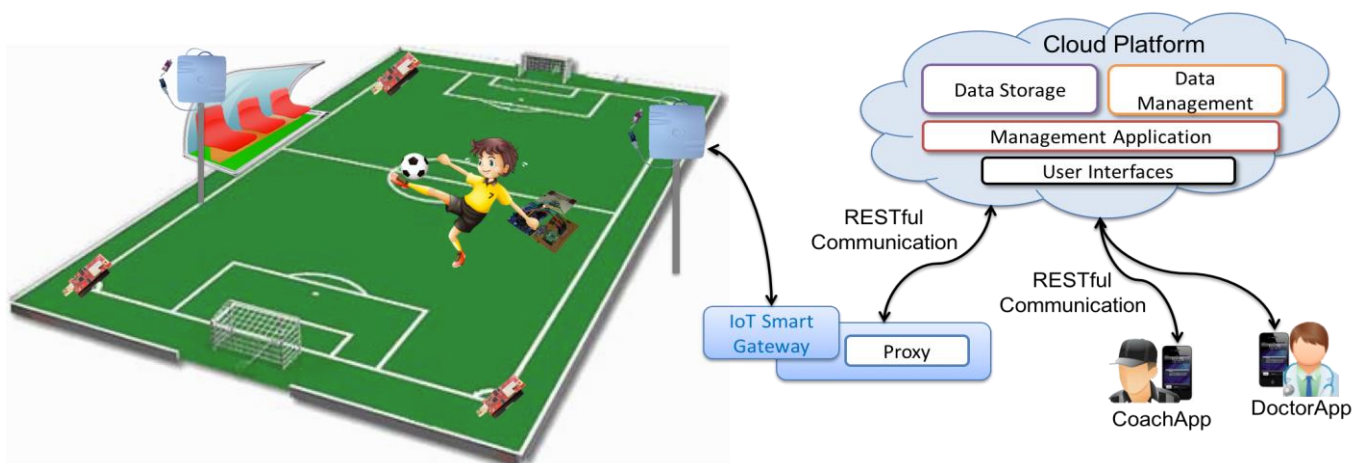 Cloud Platform
Data Storage
Data
Management
Management Application
User Interfaces
RESTful
Communication
RESTful
Communication
IoT Smart
Gateway
Proxy
CoachApp
DoctorApp
7